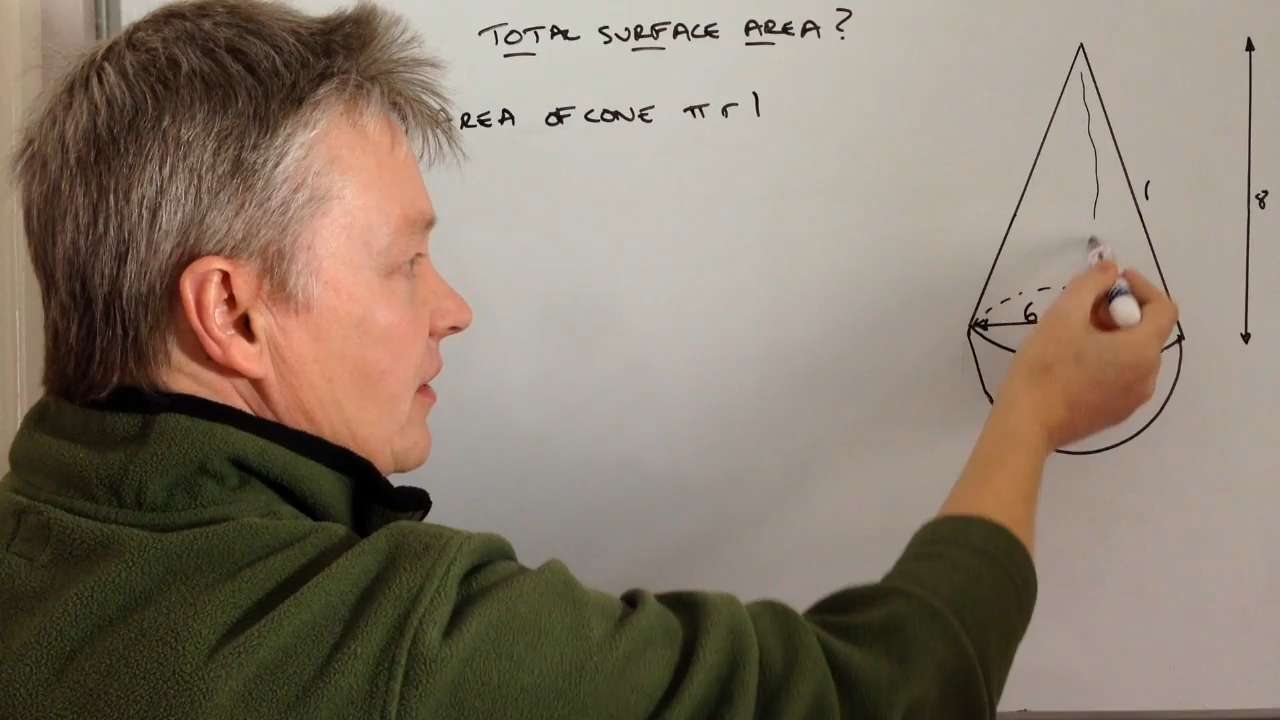 TOTAL SURFACE AREA?
REA OF CONE π r l
l
8
6